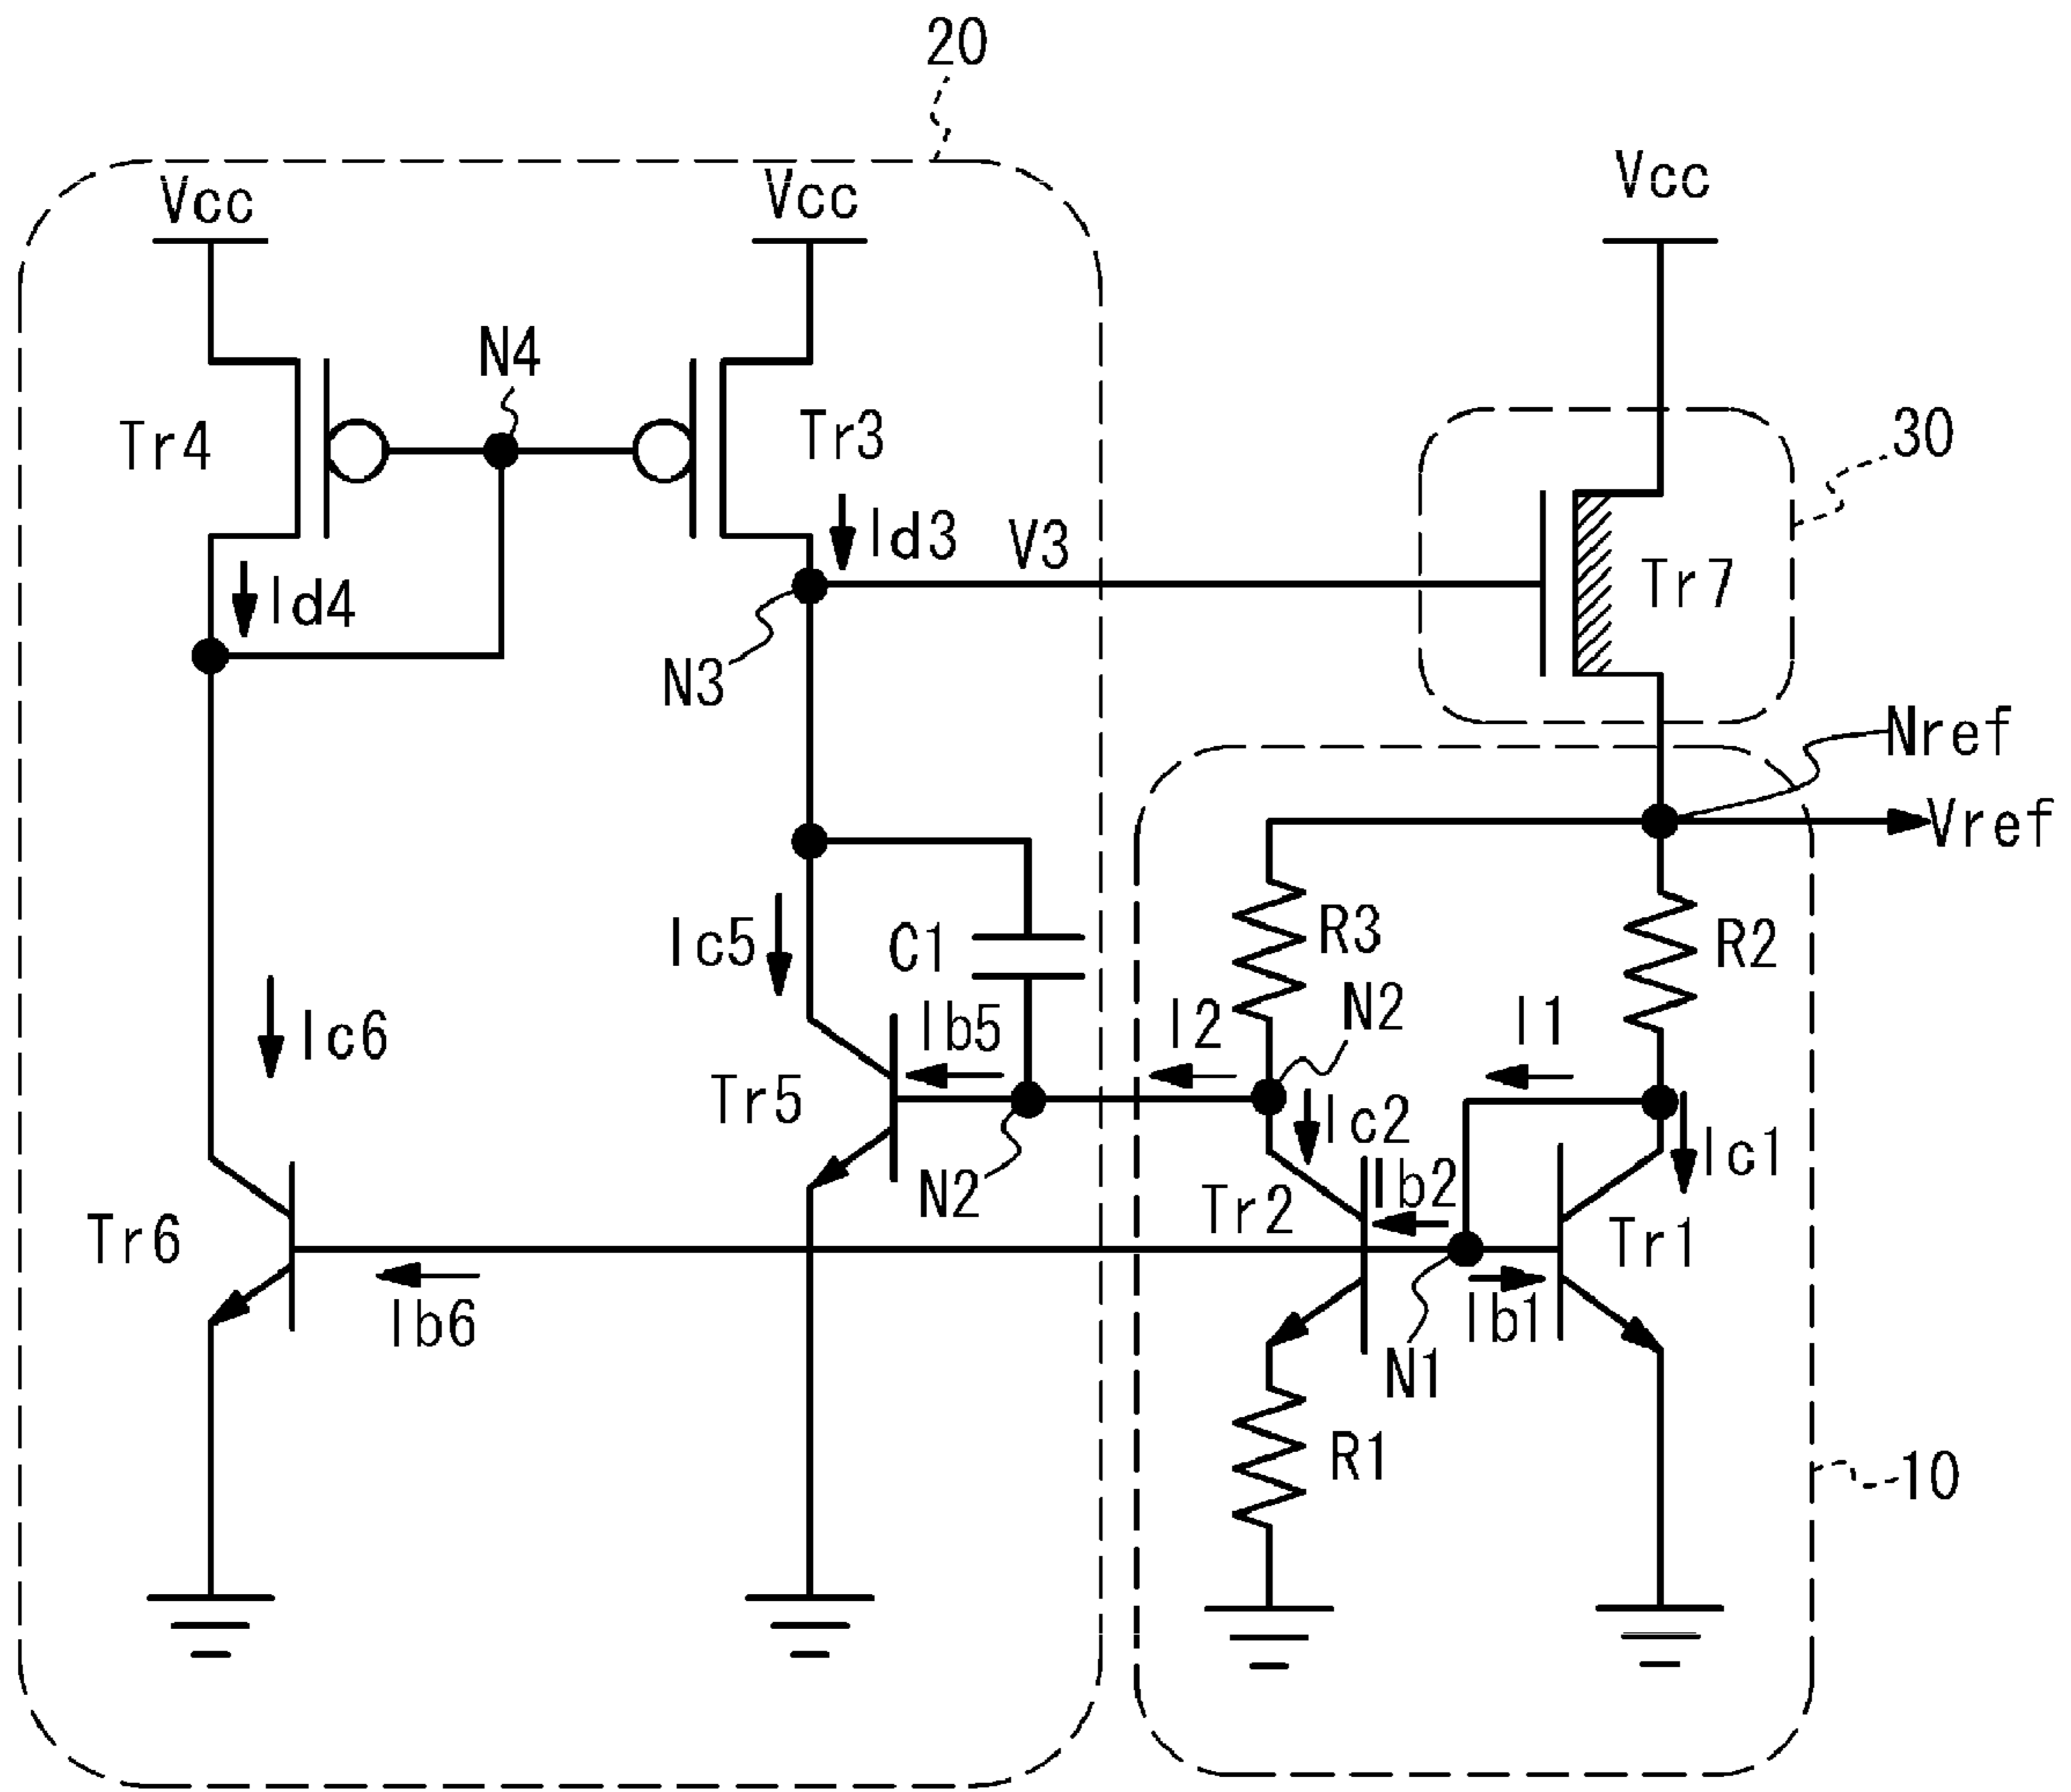 20
Vcc
Vcc
Vcc
N4
Tr4
Tr3
30
Id3
V3
Tr7
Id4
N3
Nref
Vref
Ic5
C1
R3
R2
Ic6
Ib5
I2
N2
I1
Tr5
Ic2
Ic1
N2
Tr2
Ib2
Tr6
Tr1
Ib6
Ib1
N1
R1
10